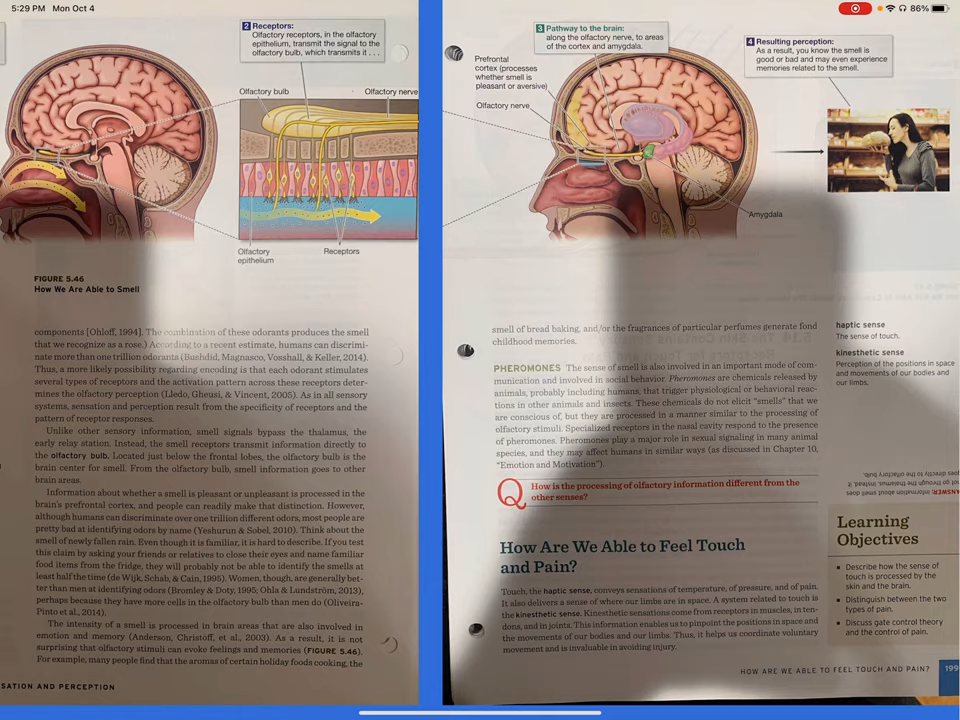 5:29 PM Mon Oct 4
86%
2 Receptors:
Olfactory receptors, in the olfactory
epithelium, transmit the signal to the
olfactory bulb, which transmits it . . .
Olfactory bulb
Olfactory nerve
Olfactory
epithelium
Receptors
FIGURE 5.46
How We Are Able to Smell
components [Ohloff, 1994]. The combination of these odorants produces the smell
that we recognize as a rose.) According to a recent estimate, humans can discrimi-
nate more than one trillion odorants (Bushdid, Magnasco, Vosshall, & Keller, 2014).
Thus, a more likely possibility regarding encoding is that each odorant stimulates
several types of receptors and the activation pattern across these receptors deter-
mines the olfactory perception (Lledo, Gheusi, & Vincent, 2005). As in all sensory
systems, sensation and perception result from the specificity of receptors and the
pattern of receptor responses.
Unlike other sensory information, smell signals bypass the thalamus, the
early relay station. Instead, the smell receptors transmit information directly to
the olfactory bulb. Located just below the frontal lobes, the olfactory bulb is the
brain center for smell. From the olfactory bulb, smell information goes to other
brain areas.
Information about whether a smell is pleasant or unpleasant is processed in the
brain's prefrontal cortex, and people can readily make that distinction. However,
although humans can discriminate over one trillion different odors, most people are
pretty bad at identifying odors by name (Yeshurun & Sobel, 2010). Think about the
smell of newly fallen rain. Even though it is familiar, it is hard to describe. If you test
this claim by asking your friends or relatives to close their eyes and name familiar
food items from the fridge, they will probably not be able to identify the smells at
least half the time (de Wijk, Schab, & Cain, 1995). Women, though, are generally bet-
ter than men at identifying odors (Bromley & Doty, 1995; Ohla & Lundström, 2013),
perhaps because they have more cells in the olfactory bulb than men do (Oliveira-
Pinto et al., 2014).
The intensity of a smell is processed in brain areas that are also involved in
emotion and memory (Anderson, Christoff, et al., 2003). As a result, it is not
surprising that olfactory stimuli can evoke feelings and memories (FIGURE 5.46).
For example, many people find that the aromas of certain holiday foods cooking, the
SATION AND PERCEPTION
3 Pathway to the brain:
along the olfactory nerve, to areas
of the cortex and amygdala.
4 Resulting perception:
As a result, you know the smell is
good or bad and may even experience
memories related to the smell.
Prefrontal
cortex (processes
whether smell is
pleasant or aversive)
Olfactory nerve
Amygdala
smell of bread baking, and/or the fragrances of particular perfumes generate fond
childhood memories.
PHEROMONES The sense of smell is also involved in an important mode of com-
munication and involved in social behavior. Pheromones are chemicals released by
animals, probably including humans, that trigger physiological or behavioral reac-
tions in other animals and insects. These chemicals do not elicit "smells" that we
are conscious of, but they are processed in a manner similar to the processing of
olfactory stimuli. Specialized receptors in the nasal cavity respond to the presence
of pheromones. Pheromones play a major role in sexual signaling in many animal
species, and they may affect humans in similar ways (as discussed in Chapter 10,
"Emotion and Motivation").
Q How is the processing of olfactory information different from the
other senses?
How Are We Able to Feel Touch
and Pain?
Touch, the haptic sense, conveys sensations of temperature, of pressure, and of pain.
It also delivers a sense of where our limbs are in space. A system related to touch is
the kinesthetic sense. Kinesthetic sensations come from receptors in muscles, in ten-
dons, and in joints. This information enables us to pinpoint the positions in space and
the movements of our bodies and our limbs. Thus, it helps us coordinate voluntary
movement and is invaluable in avoiding injury.
haptic sense
The sense of touch.
kinesthetic sense
Perception of the positions in space
and movements of our bodies and
our limbs.
ANSWER: Information about smell does
not go through the thalamus. Instead, it
goes directly to the olfactory bulb.
Learning
Objectives
▪ Describe how the sense of
touch is processed by the
skin and the brain.
▪ Distinguish between the two
types of pain.
▪ Discuss gate control theory
and the control of pain.
HOW ARE WE ABLE TO FEEL TOUCH AND PAIN?
199